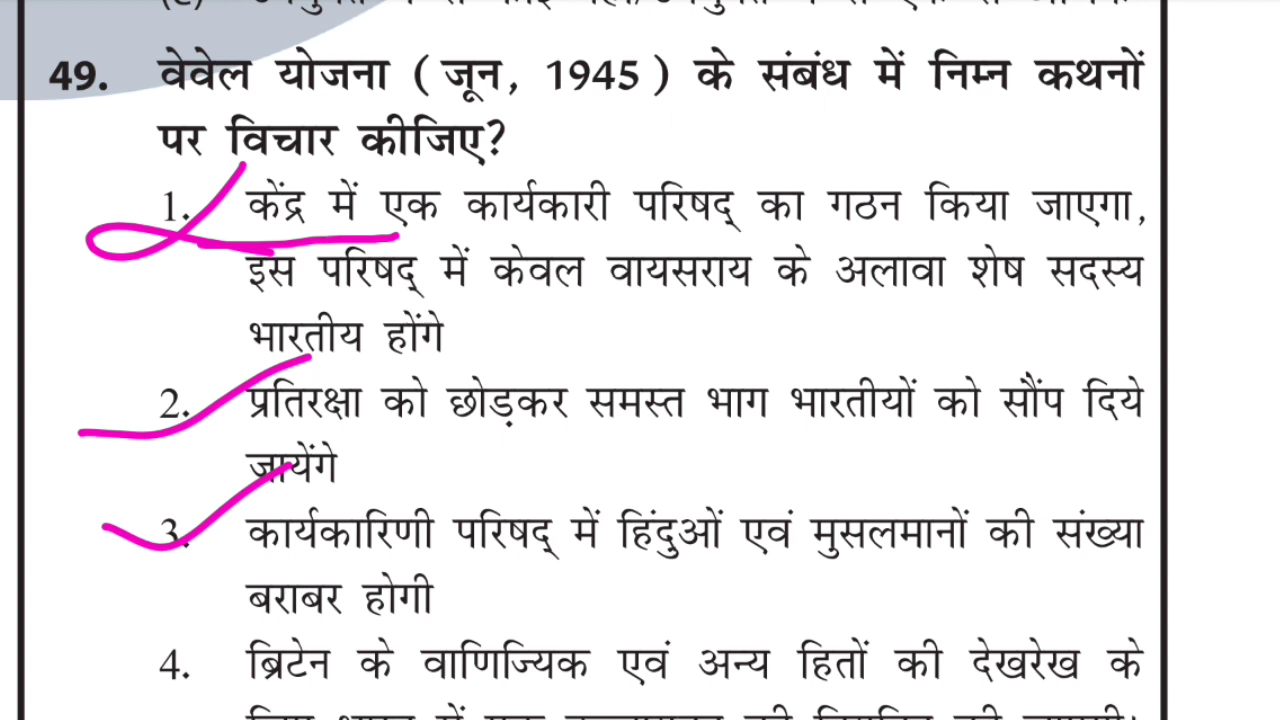 49. वेवेल योजना ( जून, 1945 ) के संबंध में निम्न कथनों
पर विचार कीजिए?
1. केंद्र में एक कार्यकारी परिषद् का गठन किया जाएगा,
इस परिषद् में केवल वायसराय के अलावा शेष सदस्य
भारतीय होंगे
2. प्रतिरक्षा को छोड़कर समस्त भाग भारतीयों को सौंप दिये
जायेंगे
3. कार्यकारिणी परिषद् में हिंदुओं एवं मुसलमानों की संख्या
बराबर होगी
4. ब्रिटेन के वाणिज्यिक एवं अन्य हितों की देखरेख के